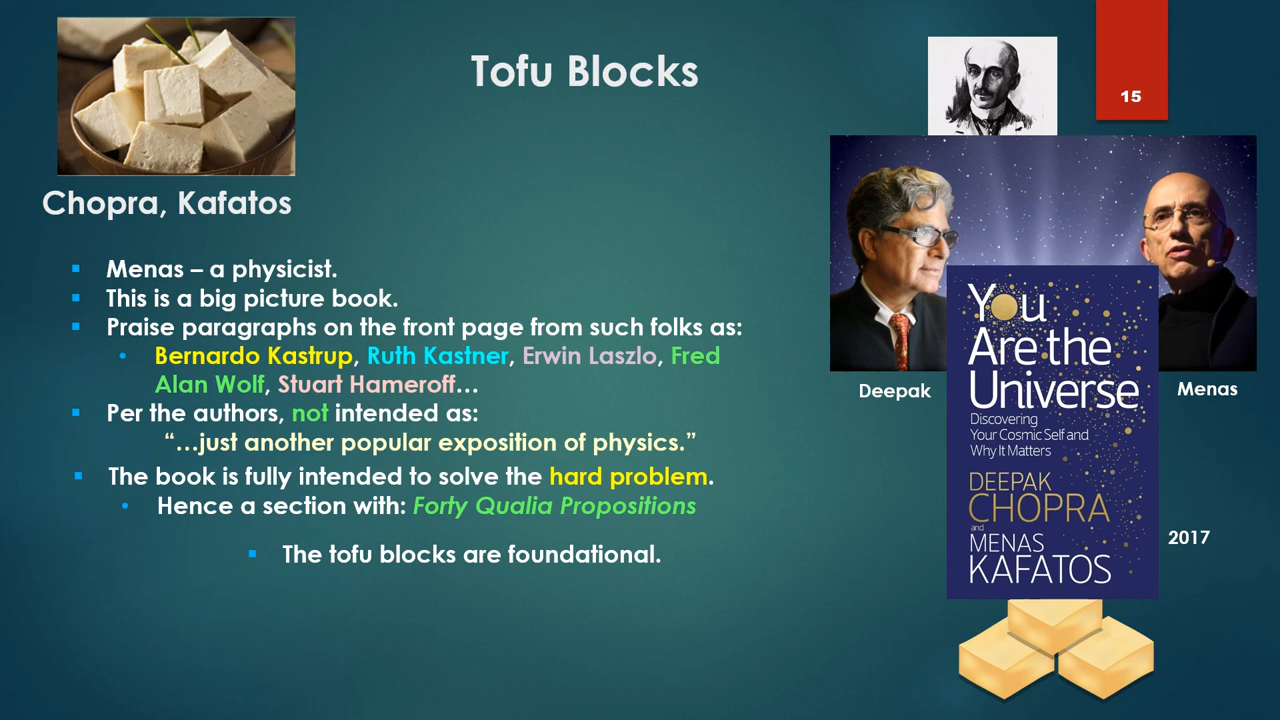 Tofu Blocks
15
Chopra, Kafatos
Menas – a physicist.
This is a big picture book.
Praise paragraphs on the front page from such folks as:
Bernardo Kastrup, Ruth Kastner, Erwin Laszlo, Fred
Alan Wolf, Stuart Hameroff…
Per the authors, not intended as:
“…just another popular exposition of physics.”
The book is fully intended to solve the hard problem.
Hence a section with: Forty Qualia Propositions
The tofu blocks are foundational.
Deepak
Menas
You
Are the
Universe
Discovering
Your Cosmic Self and
Why It Matters
DEEPAK
CHOPRA
and
MENAS
KAFATOS
2017